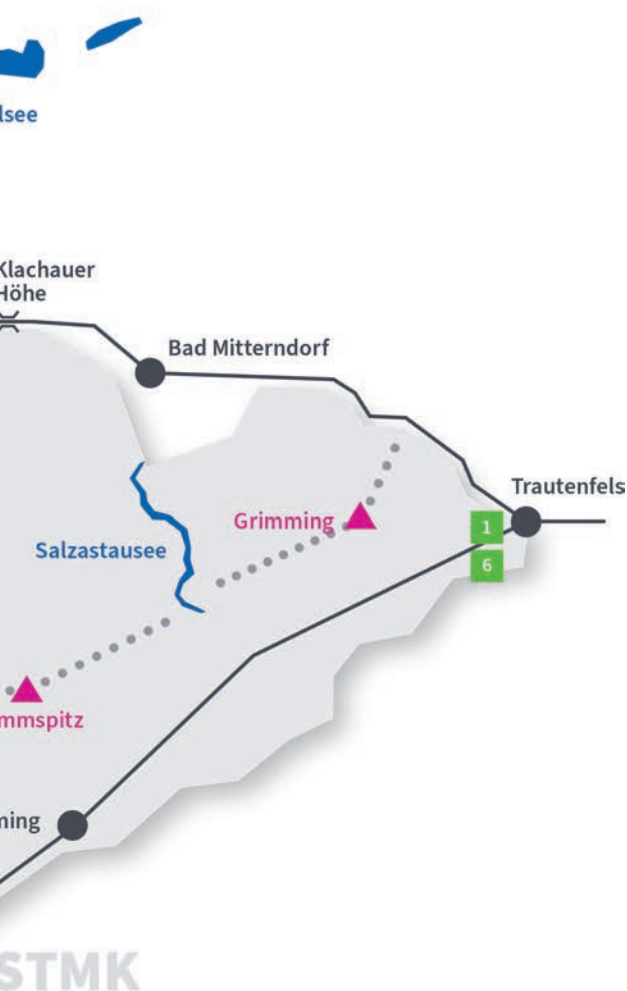 lsee
Klachauer
Höhe
Bad Mitterndorf
Trautenfels
Grimming
1
Salzastausee
6
mmspitz
ning
STMK